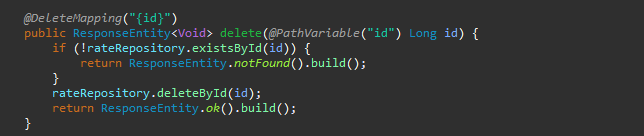 @DeleteMapping("{id}")
public ResponseEntity<Void> delete(@PathVariable("id") Long id) {
    if (!rateRepository.existsById(id)) {
        return ResponseEntity.notFound().build();
    }
    rateRepository.deleteById(id);
    return ResponseEntity.ok().build();
}